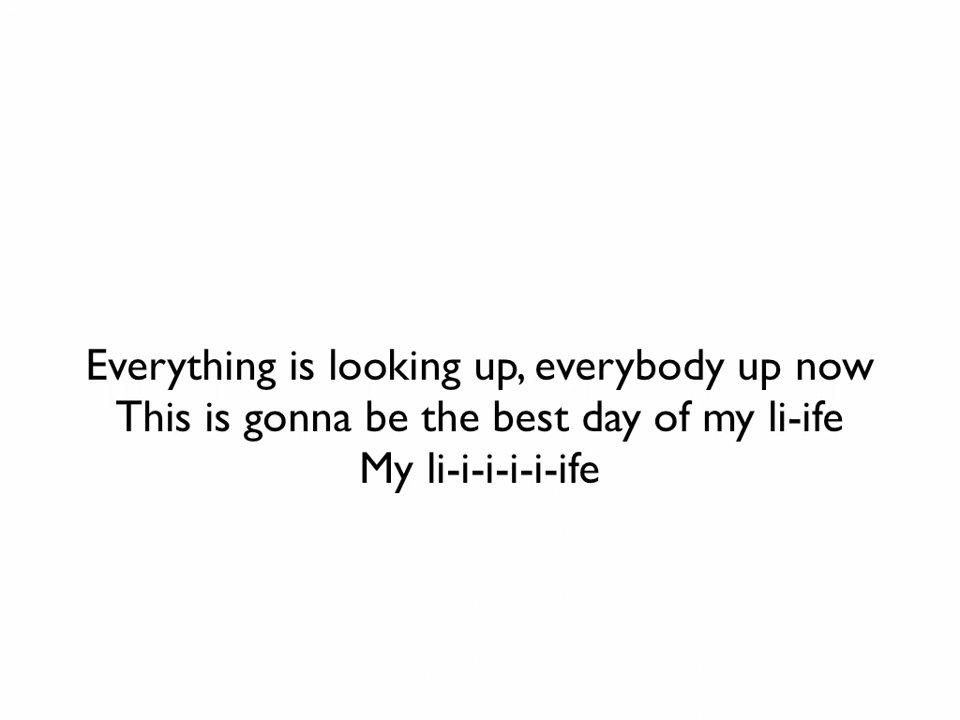 Everything is looking up, everybody up now
This is gonna be the best day of my li-ife
My li-i-i-i-i-ife